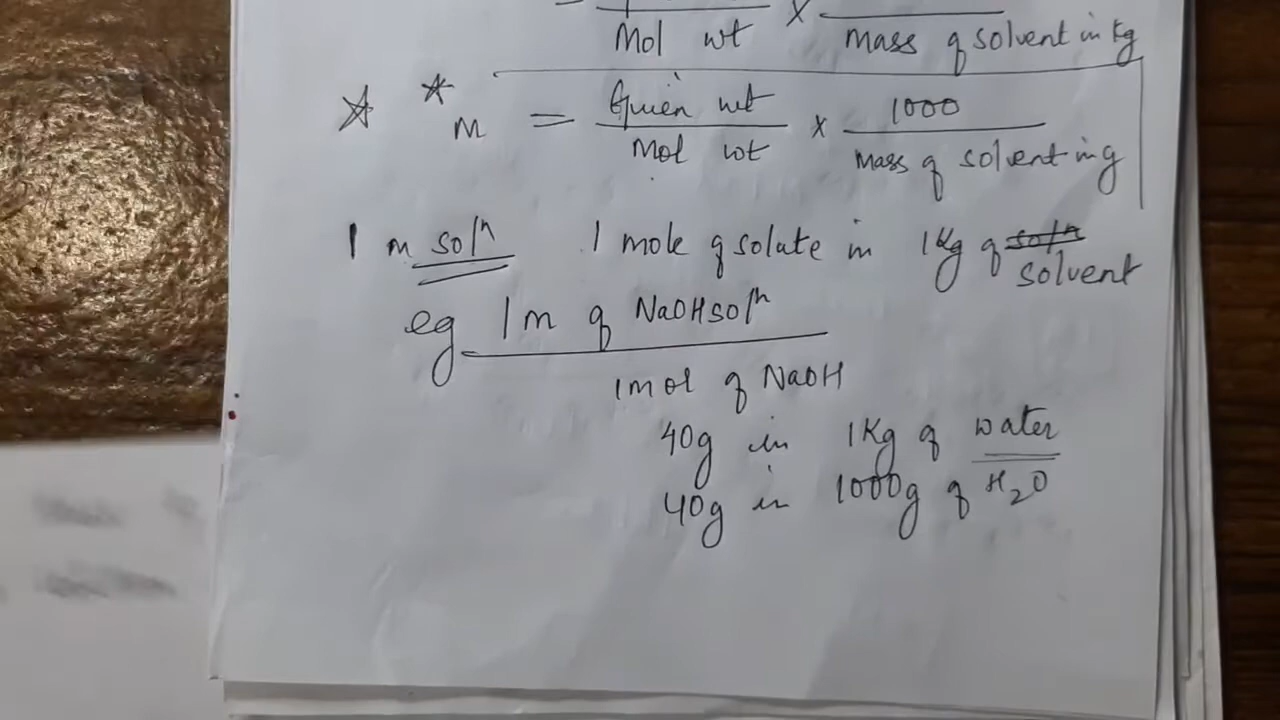 = Mol wt × mass of solvent in Kg
☆ * m = Given wt / Mol wt × 1000 / Mass of solvent in g
1 m solⁿ 1 mole of solute in 1Kg of solvent
eg 1m of NaOH solⁿ
1mol of NaOH
40g in 1Kg of water
40g in 1000g of H₂O